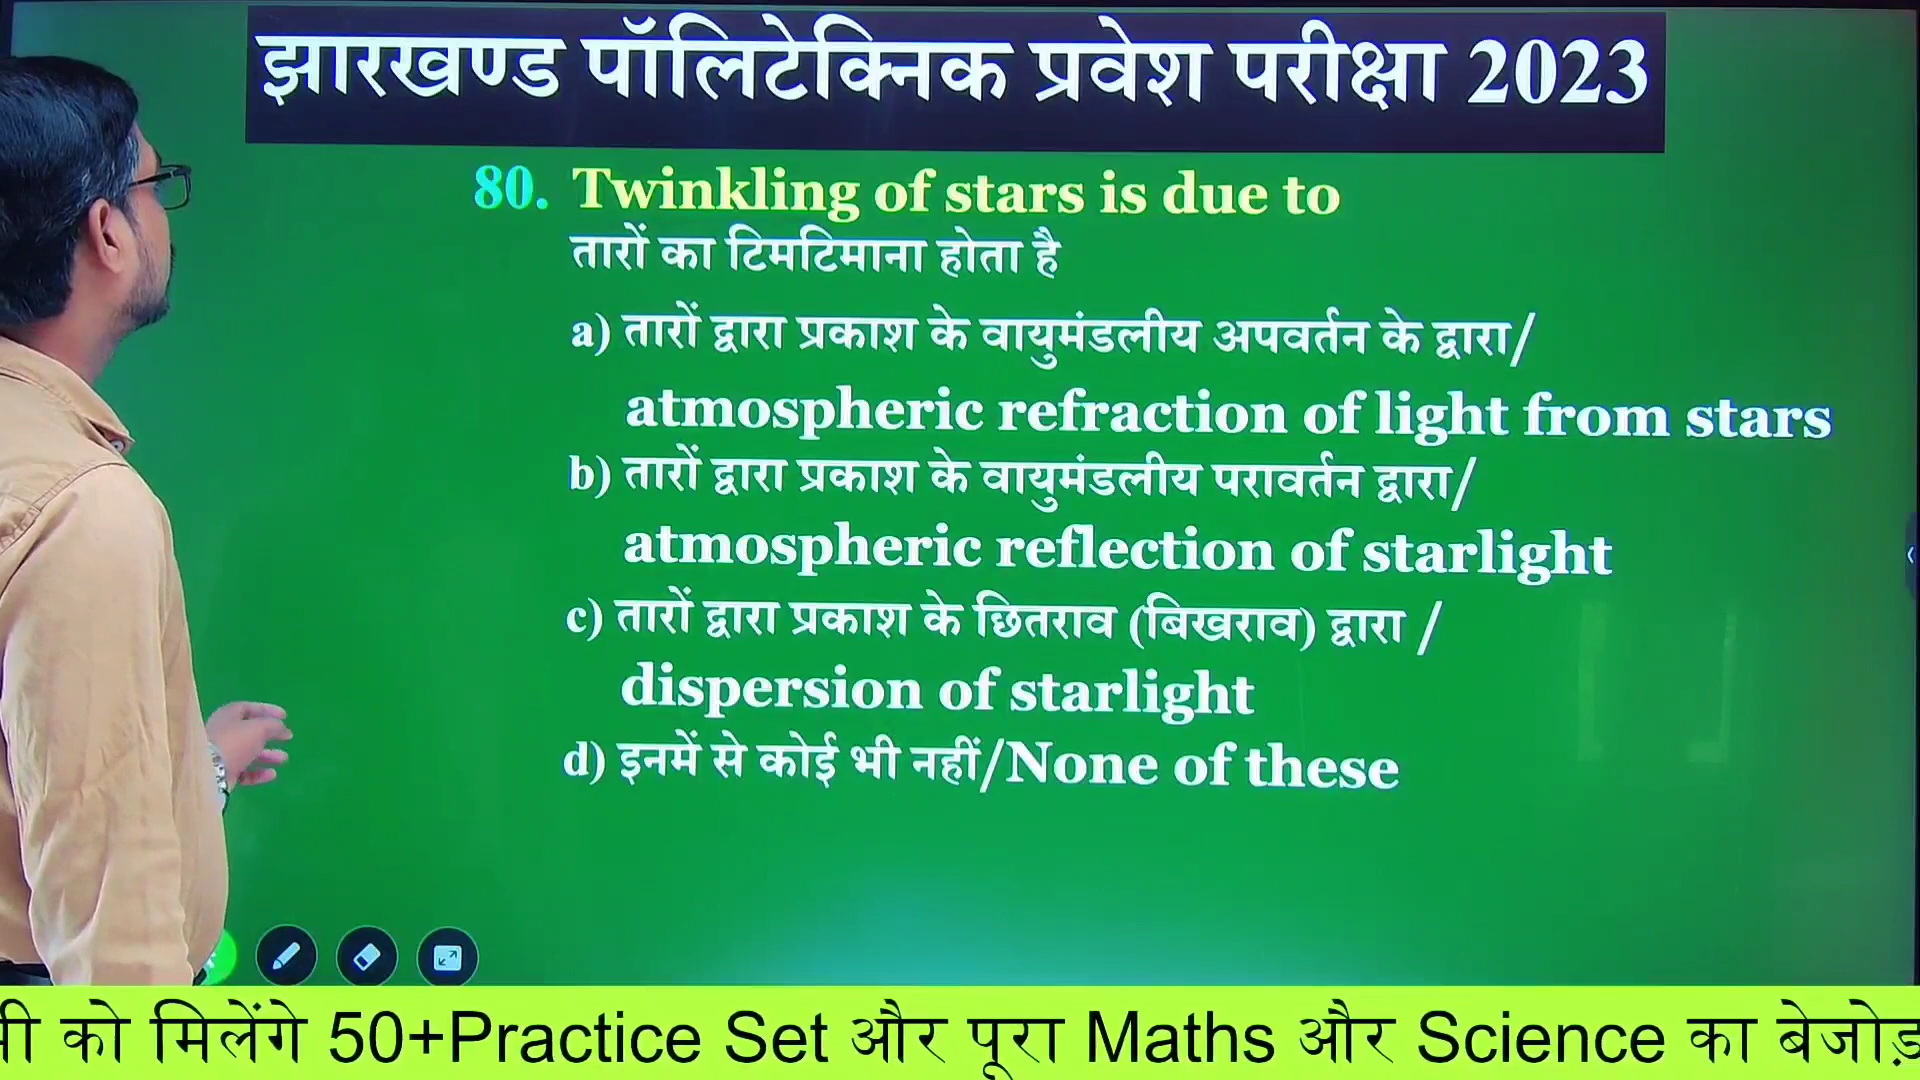 झारखण्ड पॉलिटेक्निक प्रवेश परीक्षा 2023
80. Twinkling of stars is due to
तारों का टिमटिमाना होता है
a) तारों द्वारा प्रकाश के वायुमंडलीय अपवर्तन के द्वारा/
atmospheric refraction of light from stars
b) तारों द्वारा प्रकाश के वायुमंडलीय परावर्तन द्वारा/
atmospheric reflection of starlight
c) तारों द्वारा प्रकाश के छितराव (बिखराव) द्वारा /
dispersion of starlight
d) इनमें से कोई भी नहीं/None of these
को मिलेंगे 50+Practice Set और पूरा Maths और Science का बेजोड़